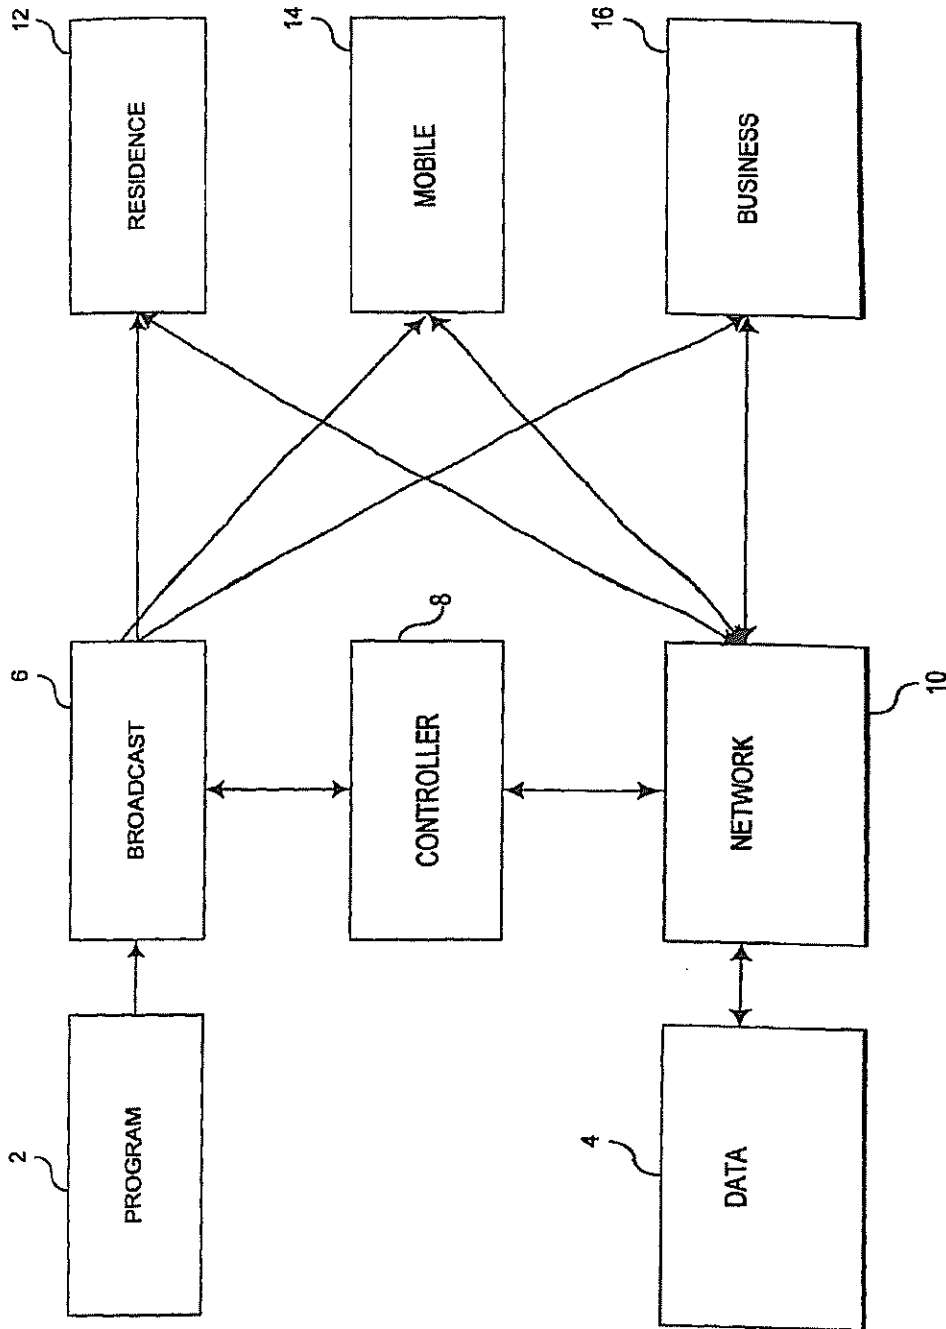 2
PROGRAM
6
BROADCAST
12
RESIDENCE
8
CONTROLLER
14
MOBILE
4
DATA
10
NETWORK
16
BUSINESS